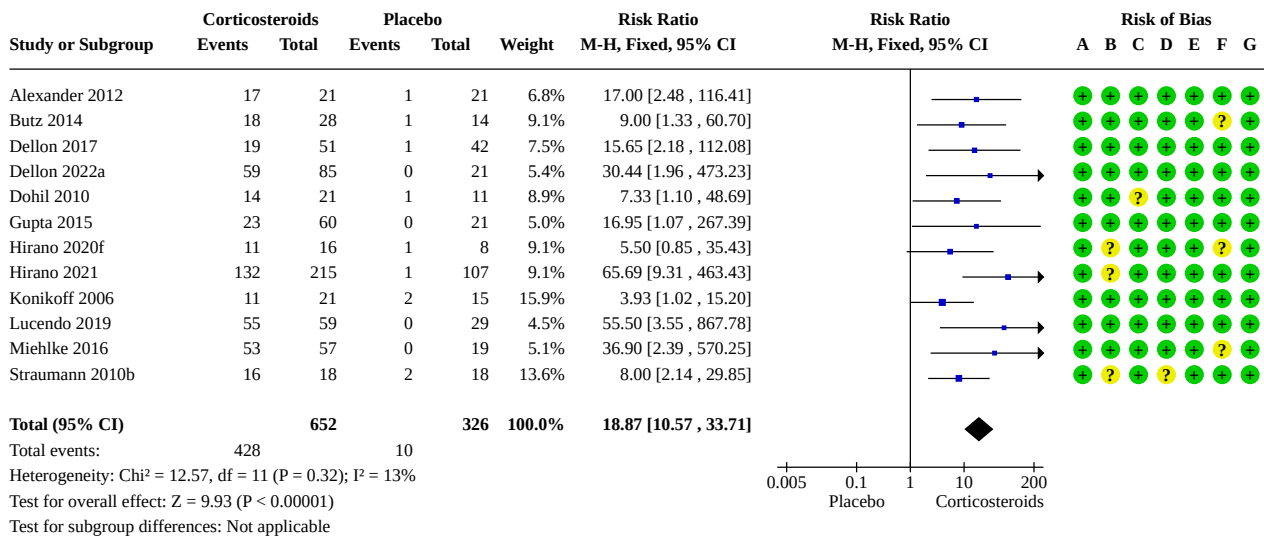 Corticosteroids Placebo Risk Ratio Risk Ratio Risk of Bias
Study or Subgroup Events Total Events Total Weight M-H, Fixed, 95% CI M-H, Fixed, 95% CI A B C D E F G
Alexander 2012 17 21 1 21 6.8% 17.00 [2.48 , 116.41] + + + + + + +
Butz 2014 18 28 1 14 9.1% 9.00 [1.33 , 60.70] + + + + + ? +
Dellon 2017 19 51 1 42 7.5% 15.65 [2.18 , 112.08] + + + + + + +
Dellon 2022a 59 85 0 21 5.4% 30.44 [1.96 , 473.23] + + + + + + +
Dohil 2010 14 21 1 11 8.9% 7.33 [1.10 , 48.69] + + ? + + + +
Gupta 2015 23 60 0 21 5.0% 16.95 [1.07 , 267.39] + + + + + + +
Hirano 2020f 11 16 1 8 9.1% 5.50 [0.85 , 35.43] + ? + + + ? +
Hirano 2021 132 215 1 107 9.1% 65.69 [9.31 , 463.43] + ? + + + + +
Konikoff 2006 11 21 2 15 15.9% 3.93 [1.02 , 15.20] + + + + + + +
Lucendo 2019 55 59 0 29 4.5% 55.50 [3.55 , 867.78] + + + + + + +
Miehlke 2016 53 57 0 19 5.1% 36.90 [2.39 , 570.25] + + + + + ? +
Straumann 2010b 16 18 2 18 13.6% 8.00 [2.14 , 29.85] + ? + ? + + +
Total (95% CI) 652 326 100.0% 18.87 [10.57 , 33.71]
Total events: 428 10
Heterogeneity: Chi² = 12.57, df = 11 (P = 0.32); I² = 13%
0.005 0.1 1 10 200
Test for overall effect: Z = 9.93 (P < 0.00001) Placebo Corticosteroids
Test for subgroup differences: Not applicable